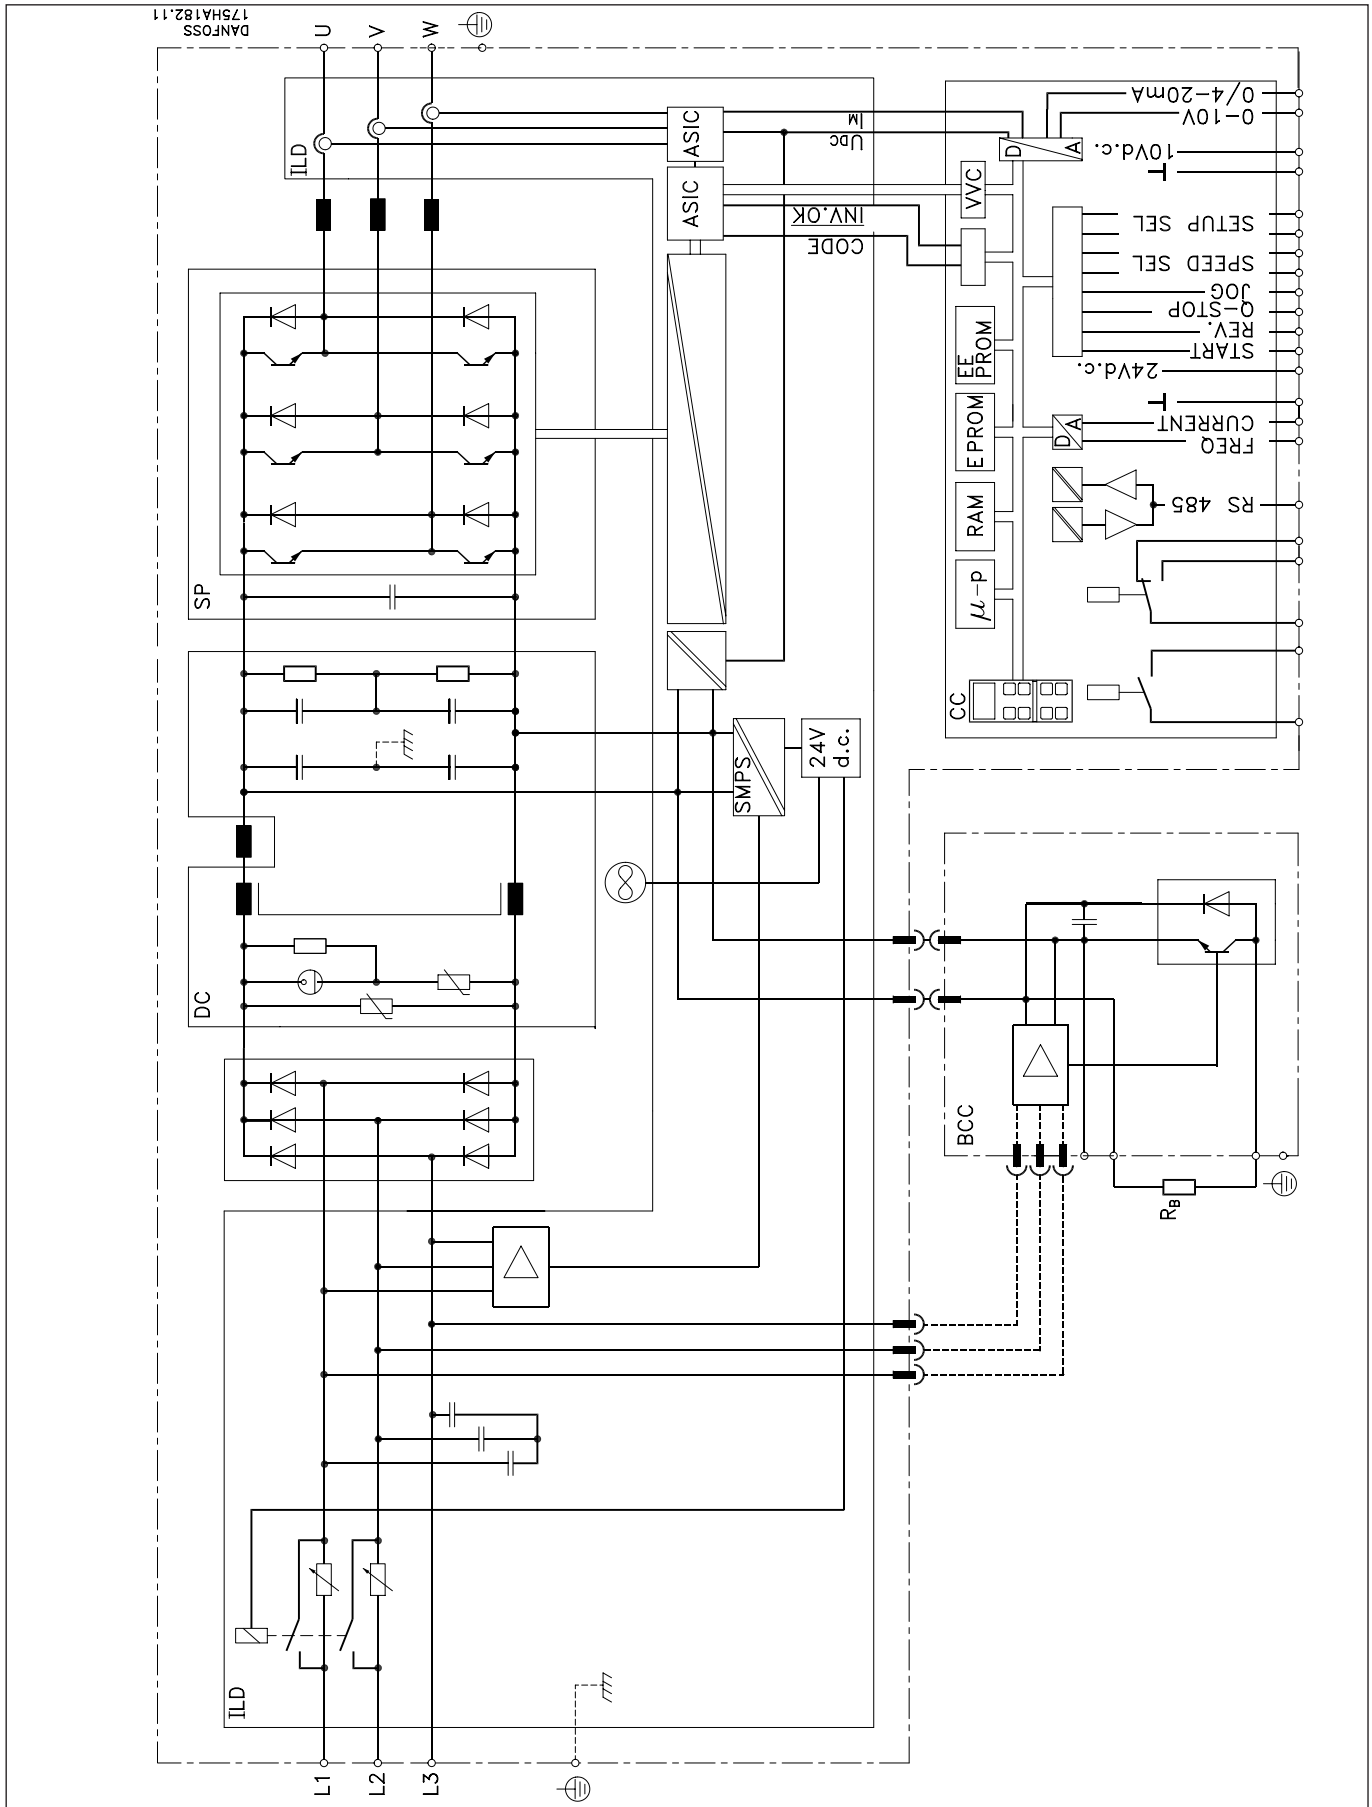 DANFOSS
175HA182.11
U
V
W
ILD
ASIC
ASIC
IM
UDC
INV.OK
CODE
D
A
VVC
0/4-20mA
0-10V
10Vd.c.
SETUP SEL
SPEED SEL
JOG
Q-STOP
REV.
START
24Vd.c.
CURRENT
FREQ
D
A
RS 485
EE
PROM
EPROM
RAM
µ-p
CC
SP
SMPS
24V
d.c.
DC
BCC
RB
ILD
L1
L2
L3